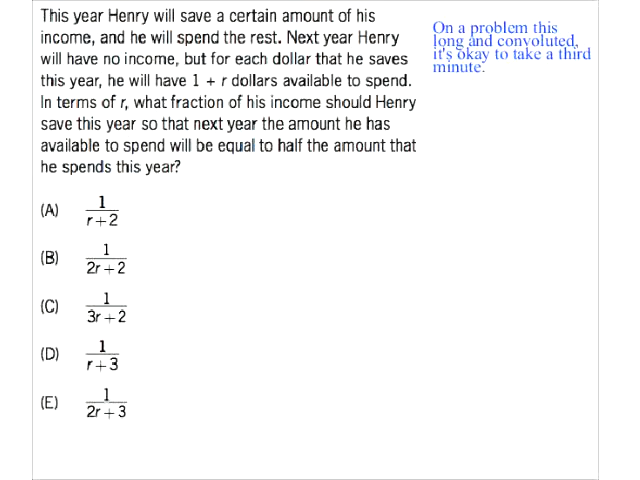 This year Henry will save a certain amount of his
income, and he will spend the rest. Next year Henry
will have no income, but for each dollar that he saves
this year, he will have 1 + r dollars available to spend.
In terms of r, what fraction of his income should Henry
save this year so that next year the amount he has
available to spend will be equal to half the amount that
he spends this year?
On a problem this
long and convoluted,
it's okay to take a third
minute.
(A) 1
r+2
(B) 1
2r+2
(C) 1
3r+2
(D) 1
r+3
(E) 1
2r+3